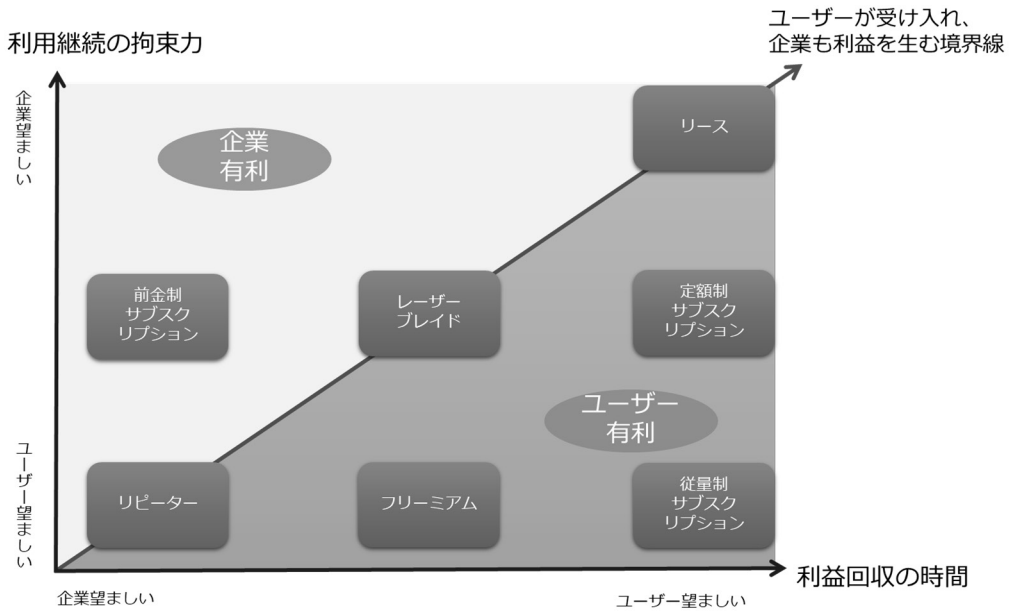 ユーザーが受け入れ、
企業も利益を生む境界線
利用継続の拘束力
企業望ましい
企業
有利
リース
前金制
サブスク
リプション
レーザー
ブレイド
定額制
サブスク
リプション
ユーザー
有利
ユーザー望ましい
リピーター
フリーミアム
従量制
サブスク
リプション
利益回収の時間
企業望ましい
ユーザー望ましい